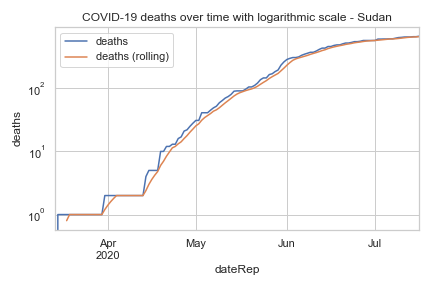 COVID-19 deaths over time with logarithmic scale - Sudan
deaths
deaths (rolling)
10²
10¹
10⁰
deaths
Apr
2020
May
Jun
Jul
dateRep